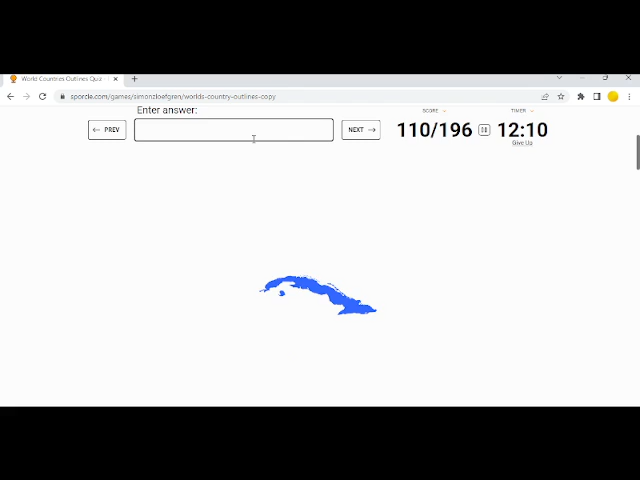 World Countries Outlines Quiz
sporcle.com/games/simonzloefgren/worlds-country-outlines-copy
Enter answer:
← PREV
NEXT →
SCORE
110/196
TIMER
12:10
Give Up